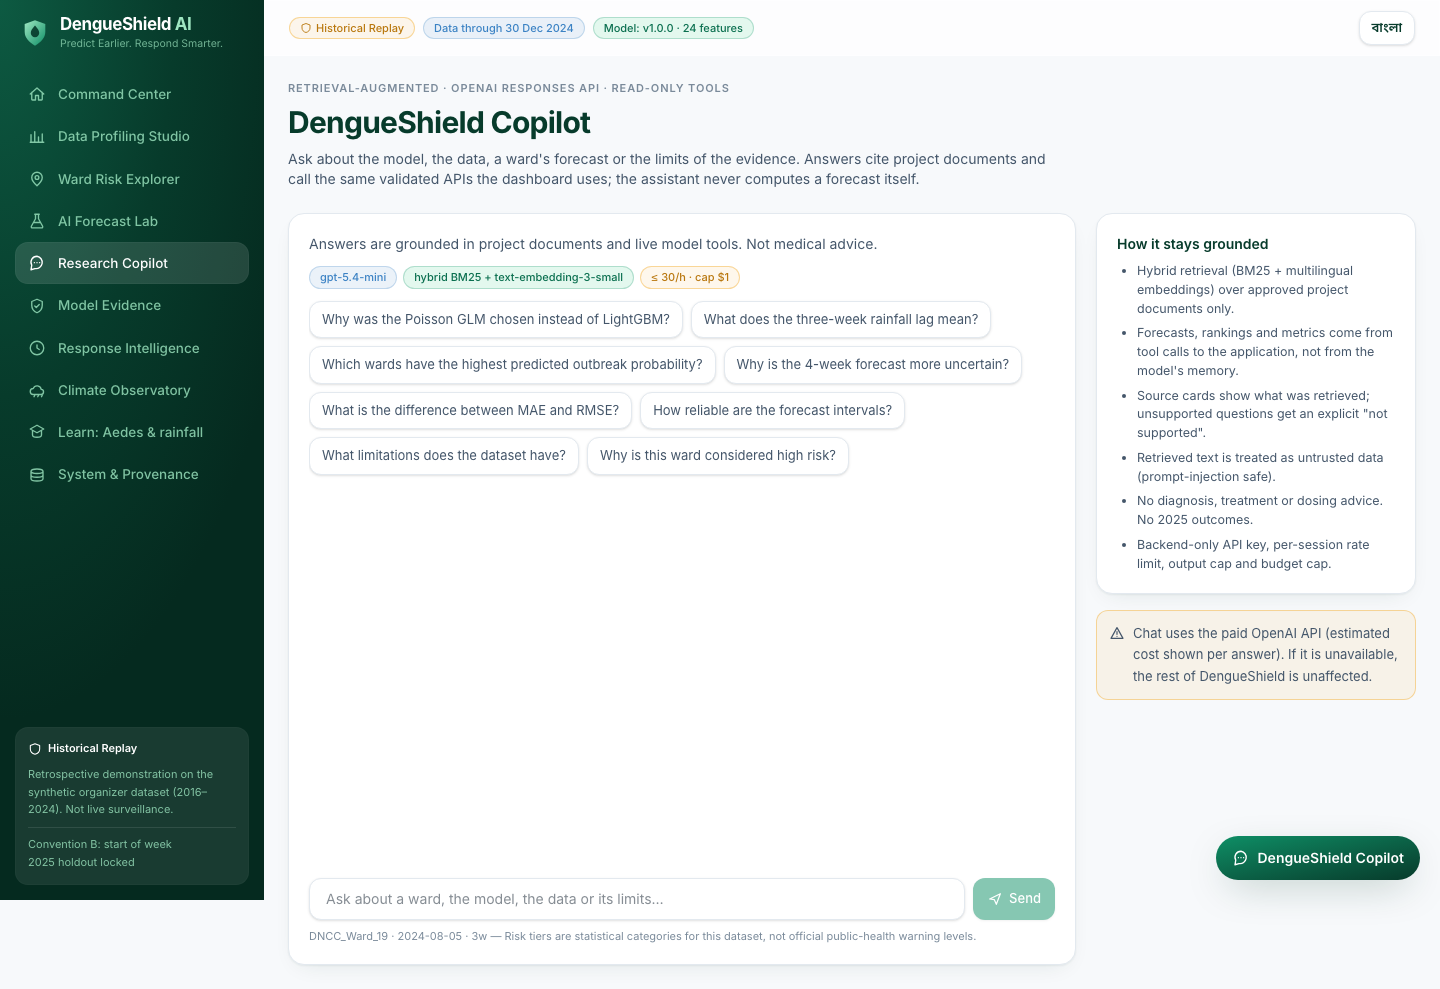 DengueShield AI
Predict Earlier. Respond Smarter.
Command Center
Data Profiling Studio
Ward Risk Explorer
AI Forecast Lab
Research Copilot
Model Evidence
Response Intelligence
Climate Observatory
Learn: Aedes & rainfall
System & Provenance
Historical Replay
Retrospective demonstration on the
synthetic organizer dataset (2016–
2024). Not live surveillance.
Convention B: start of week
2025 holdout locked
Historical Replay
Data through 30 Dec 2024
Model: v1.0.0 · 24 features
বাংলা
RETRIEVAL-AUGMENTED · OPENAI RESPONSES API · READ-ONLY TOOLS
DengueShield Copilot
Ask about the model, the data, a ward's forecast or the limits of the evidence. Answers cite project documents and
call the same validated APIs the dashboard uses; the assistant never computes a forecast itself.
Answers are grounded in project documents and live model tools. Not medical advice.
gpt-5.4-mini
hybrid BM25 + text-embedding-3-small
≤ 30/h · cap $1
Why was the Poisson GLM chosen instead of LightGBM?
What does the three-week rainfall lag mean?
Which wards have the highest predicted outbreak probability?
Why is the 4-week forecast more uncertain?
What is the difference between MAE and RMSE?
How reliable are the forecast intervals?
What limitations does the dataset have?
Why is this ward considered high risk?
Ask about a ward, the model, the data or its limits...
Send
DNCC_Ward_19 · 2024-08-05 · 3w — Risk tiers are statistical categories for this dataset, not official public-health warning levels.
How it stays grounded
• Hybrid retrieval (BM25 + multilingual
embeddings) over approved project
documents only.
• Forecasts, rankings and metrics come from
tool calls to the application, not from the
model's memory.
• Source cards show what was retrieved;
unsupported questions get an explicit "not
supported".
• Retrieved text is treated as untrusted data
(prompt-injection safe).
• No diagnosis, treatment or dosing advice.
No 2025 outcomes.
• Backend-only API key, per-session rate
limit, output cap and budget cap.
Chat uses the paid OpenAI API (estimated
cost shown per answer). If it is unavailable,
the rest of DengueShield is unaffected.
DengueShield Copilot